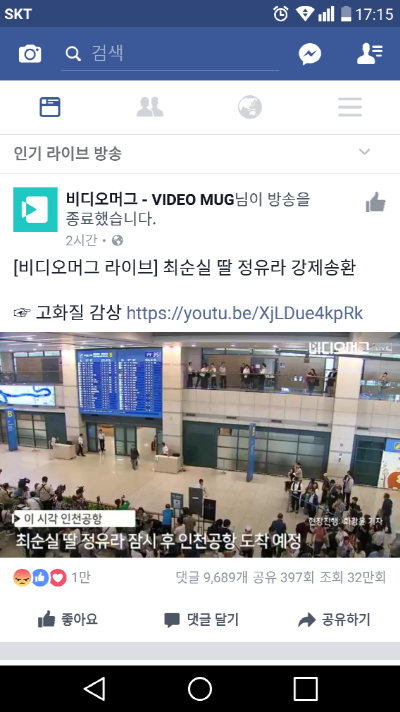 SKT 17:15
검색
인기 라이브 방송
비디오머그 - VIDEO MUG님이 방송을
종료했습니다.
2시간 ·
[비디오머그 라이브] 최순실 딸 정유라 강제송환
☞ 고화질 감상 https://youtu.be/XjLDue4kpRk
비디오머그
이 시각 인천공항
현장진행: 기자
최순실 딸 정유라 잠시 후 인천공항 도착 예정
1만 댓글 9,689개 공유 397회 조회 32만회
좋아요 댓글 달기 공유하기